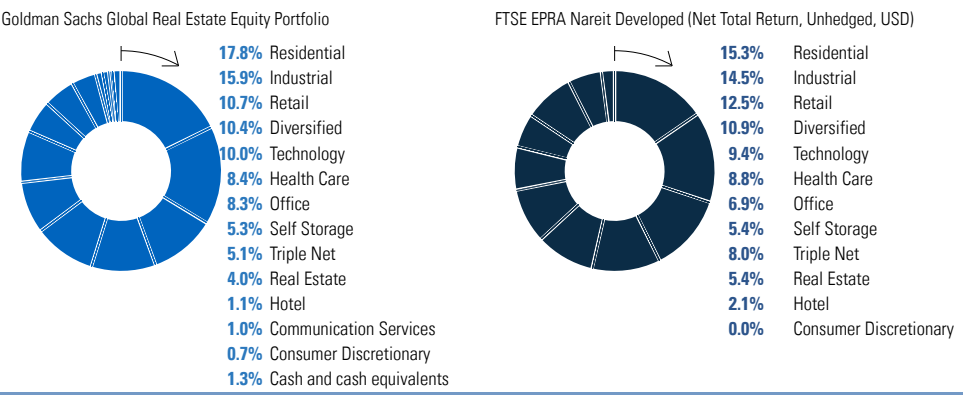 Goldman Sachs Global Real Estate Equity Portfolio
17.8% Residential
15.9% Industrial
10.7% Retail
10.4% Diversified
10.0% Technology
8.4% Health Care
8.3% Office
5.3% Self Storage
5.1% Triple Net
4.0% Real Estate
1.1% Hotel
1.0% Communication Services
0.7% Consumer Discretionary
1.3% Cash and cash equivalents
FTSE EPRA Nareit Developed (Net Total Return, Unhedged, USD)
15.3% Residential
14.5% Industrial
12.5% Retail
10.9% Diversified
9.4% Technology
8.8% Health Care
6.9% Office
5.4% Self Storage
8.0% Triple Net
5.4% Real Estate
2.1% Hotel
0.0% Consumer Discretionary